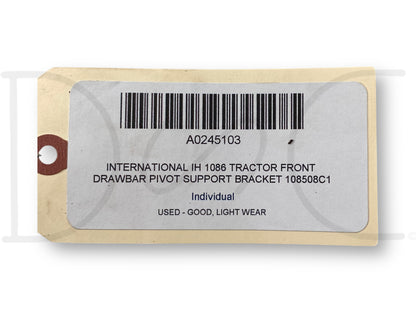 A0245103
INTERNATIONAL IH 1086 TRACTOR FRONT
DRAWBAR PIVOT SUPPORT BRACKET 108508C1
Individual
USED - GOOD, LIGHT WEAR